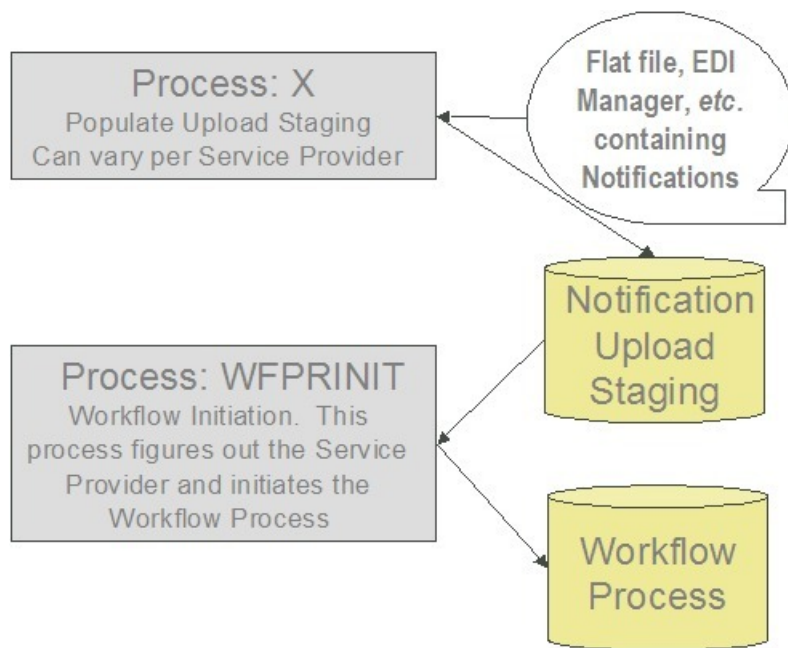 Process: X
Populate Upload Staging
Can vary per Service Provider
Flat file, EDI
Manager, etc.
containing
Notifications
Notification
Upload
Staging
Process: WFPRINIT
Workflow Initiation.  This
process figures out the Service
Provider and initiates the
Workflow Process
Workflow
Process